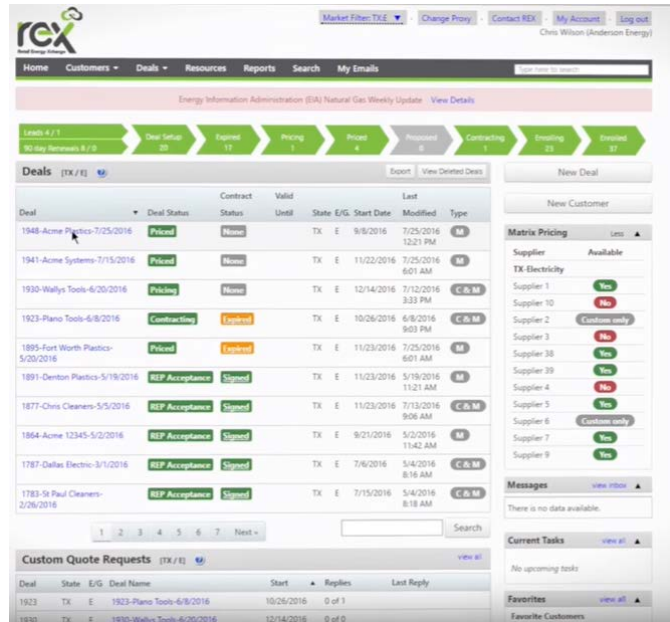 Market Filter: TX:E ▼ Change Proxy Contact REX My Account Log out
rex
Retail Energy Xchange
Chris Wilson (Anderson Energy)
Home Customers Deals Resources Reports Search My Emails Type here to search
Energy Information Administration (EIA) Natural Gas Weekly Update View Details
Leads 4 / 1
90 day Renewals 8 / 0
Deal Setup 20
Expired 17
Pricing 1
Priced 4
Proposed 0
Contracting 1
Enrolling 23
Enrolled 37
Deals [TX / E] Export View Deleted Deals
Deal Deal Status Contract Status Valid Until State E/G. Start Date Last Modified Type
1948-Acme Plastics-7/25/2016 Priced None TX E 9/8/2016 7/25/2016 12:21 PM M
1941-Acme Systems-7/15/2016 Priced None TX E 11/22/2016 7/25/2016 6:01 AM M
1930-Wallys Tools-6/20/2016 Pricing None TX E 12/14/2016 7/12/2016 3:33 PM C & M
1923-Plano Tools-6/8/2016 Contracting Expired TX E 10/26/2016 6/8/2016 9:03 PM C & M
1895-Fort Worth Plastics-5/20/2016 Priced Expired TX E 11/23/2016 7/25/2016 6:01 AM M
1891-Denton Plastics-5/19/2016 REP Acceptance Signed TX E 11/23/2016 5/19/2016 11:21 AM M
1877-Chris Cleaners-5/5/2016 REP Acceptance Signed TX E 11/23/2016 7/13/2016 9:06 AM C & M
1864-Acme 12345-5/2/2016 REP Acceptance Signed TX E 9/21/2016 5/2/2016 11:42 AM M
1787-Dallas Electric-3/1/2016 REP Acceptance Signed TX E 7/6/2016 5/4/2016 8:16 AM C & M
1783-St Paul Cleaners-2/26/2016 REP Acceptance Signed TX E 7/15/2016 5/4/2016 8:18 AM C & M
1 2 3 4 5 6 7 Next » Search
Custom Quote Requests [TX / E] view all
Deal State E/G Deal Name Start Replies Last Reply
1923 TX E 1923-Plano Tools-6/8/2016 10/26/2016 0 of 1
1930 TX E 1930-Wallys Tools-6/20/2016 12/14/2016 0 of 0
New Deal
New Customer
Matrix Pricing Less
Supplier Available
TX-Electricity
Supplier 1 Yes
Supplier 10 No
Supplier 2 Custom only
Supplier 3 No
Supplier 38 Yes
Supplier 39 Yes
Supplier 4 No
Supplier 5 Yes
Supplier 6 Custom only
Supplier 7 Yes
Supplier 9 Yes
Messages view inbox
There is no data available.
Current Tasks view all
No upcoming tasks
Favorites view all
Favorite Customers